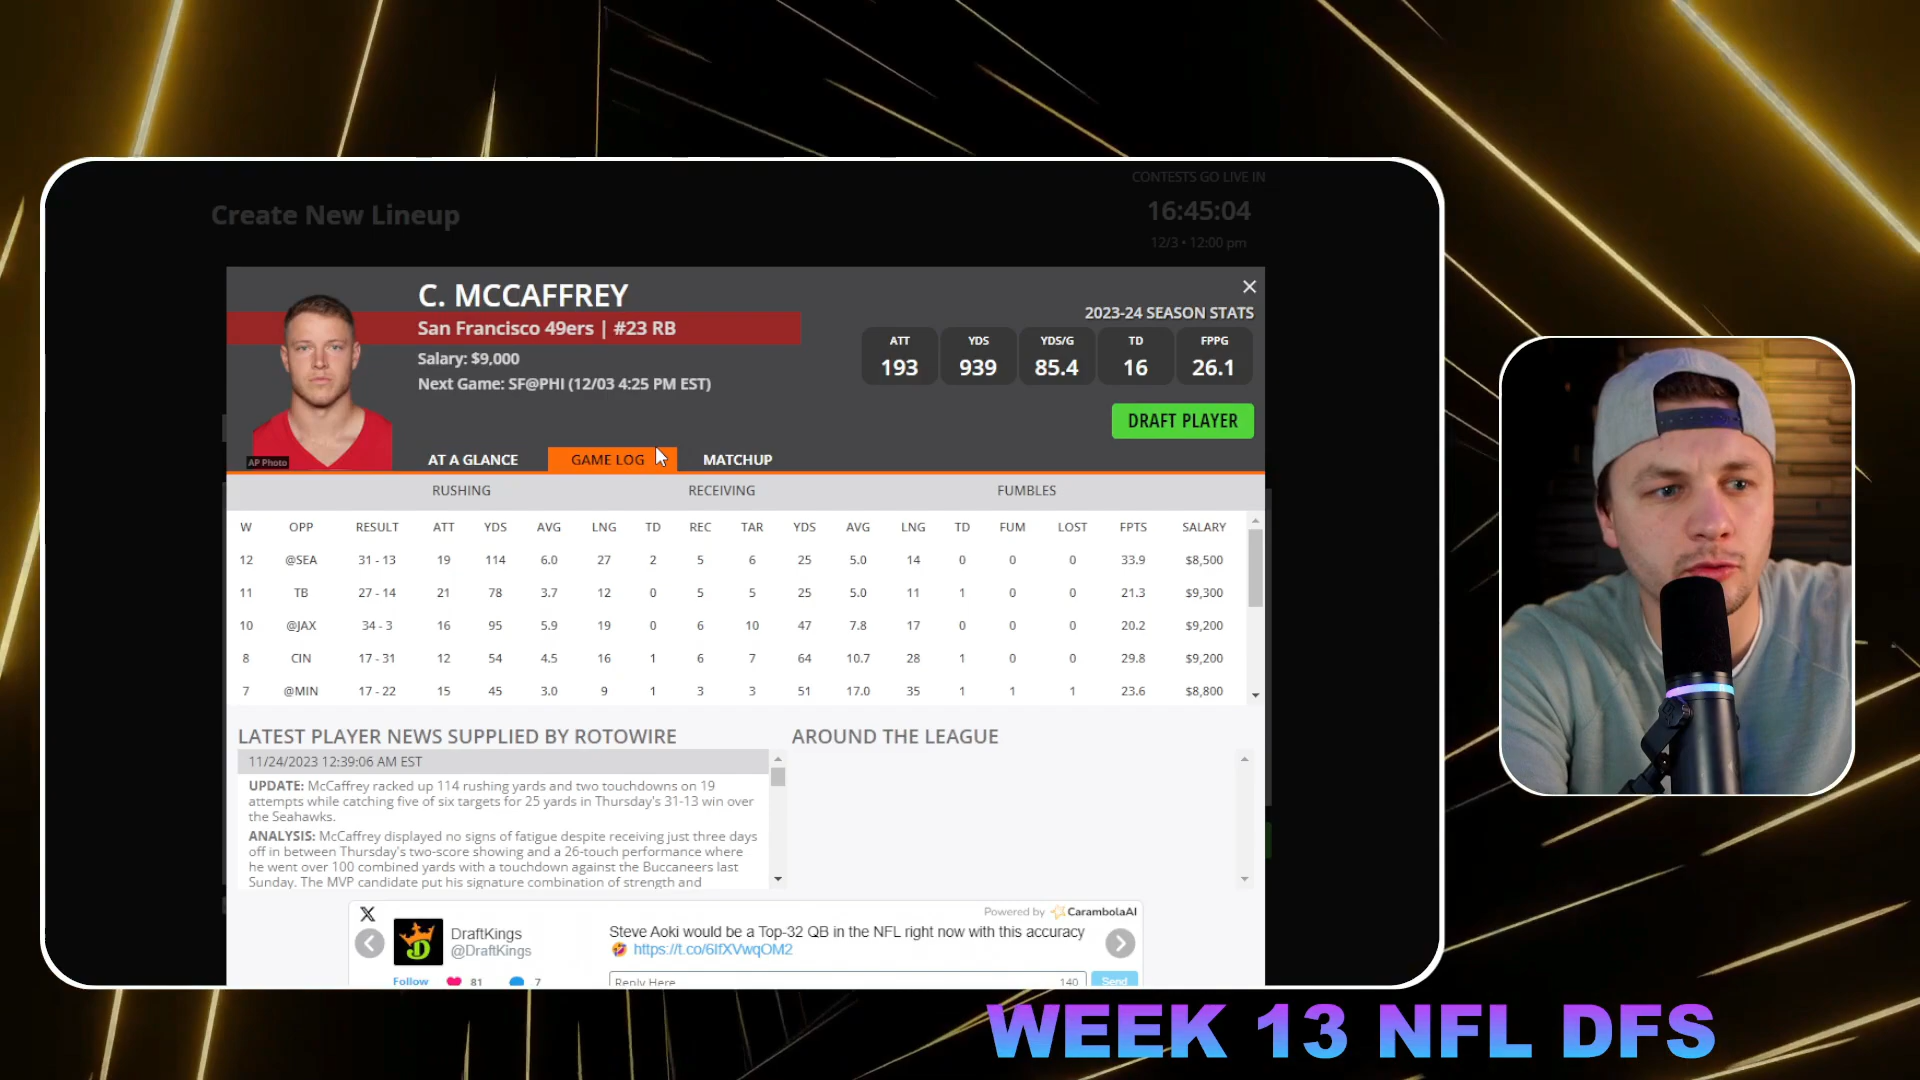 CONTESTS GO LIVE IN
Create New Lineup
16:45:04
12/3 • 12:00 pm
C. MCCAFFREY
San Francisco 49ers | #23 RB
Salary: $9,000
Next Game: SF@PHI (12/03 4:25 PM EST)
2023-24 SEASON STATS
ATT YDS YDS/G TD FPPG
193 939 85.4 16 26.1
DRAFT PLAYER
AP Photo
AT A GLANCE GAME LOG MATCHUP
RUSHING RECEIVING FUMBLES
W OPP RESULT ATT YDS AVG LNG TD REC TAR YDS AVG LNG TD FUM LOST FPTS SALARY
12 @SEA 31 - 13 19 114 6.0 27 2 5 6 25 5.0 14 0 0 0 33.9 $8,500
11 TB 27 - 14 21 78 3.7 12 0 5 5 25 5.0 11 1 0 0 21.3 $9,300
10 @JAX 34 - 3 16 95 5.9 19 0 6 10 47 7.8 17 0 0 0 20.2 $9,200
8 CIN 17 - 31 12 54 4.5 16 1 6 7 64 10.7 28 1 0 0 29.8 $9,200
7 @MIN 17 - 22 15 45 3.0 9 1 3 3 51 17.0 35 1 1 1 23.6 $8,800
LATEST PLAYER NEWS SUPPLIED BY ROTOWIRE
AROUND THE LEAGUE
11/24/2023 12:39:06 AM EST
UPDATE: McCaffrey racked up 114 rushing yards and two touchdowns on 19
attempts while catching five of six targets for 25 yards in Thursday's 31-13 win over
the Seahawks.
ANALYSIS: McCaffrey displayed no signs of fatigue despite receiving just three days
off in between Thursday's two-score showing and a 26-touch performance where
he went over 100 combined yards with a touchdown against the Buccaneers last
Sunday. The MVP candidate put his signature combination of strength and
Powered by CarambolaAI
DraftKings
@DraftKings
Steve Aoki would be a Top-32 QB in the NFL right now with this accuracy
🤣 https://t.co/6IfXVwqOM2
Follow 81 7
Reply Here 140 Send
WEEK 13 NFL DFS